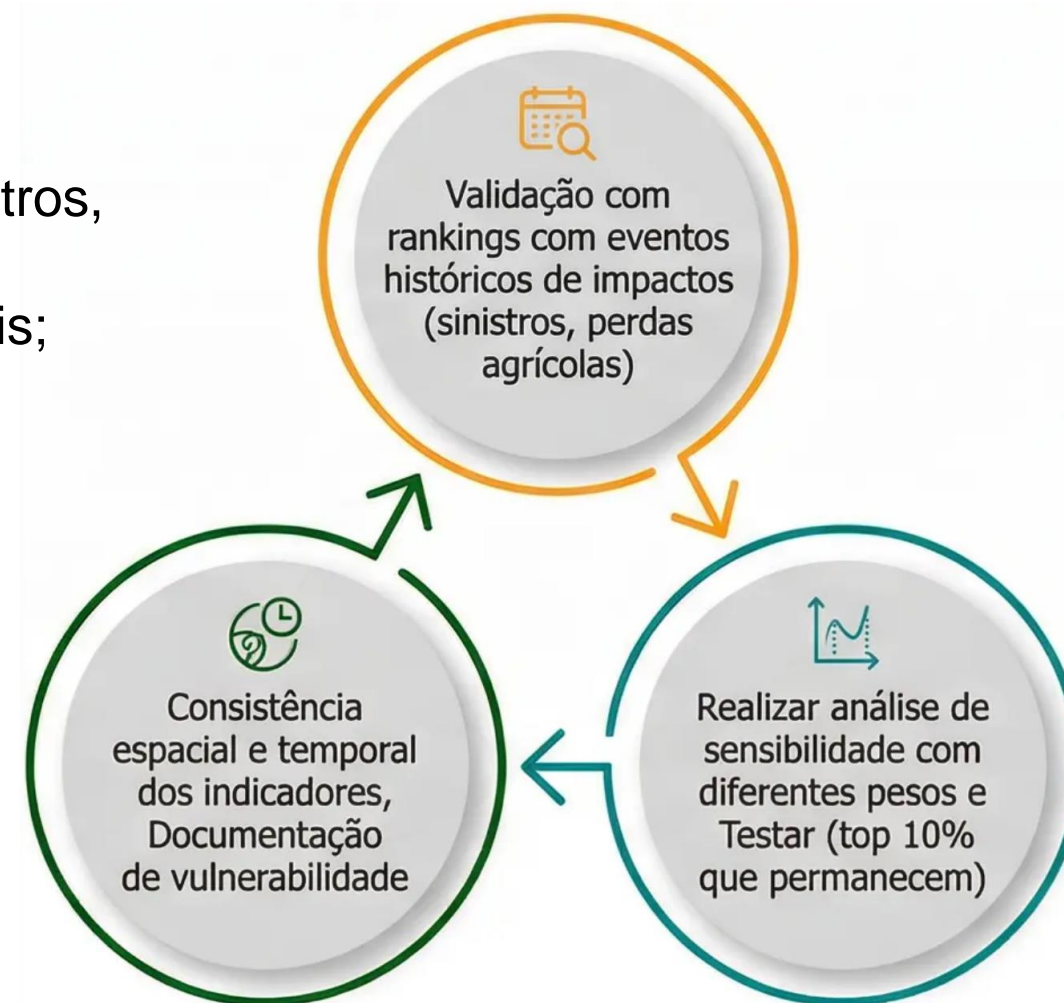 tros,
is;
Validação com
rankings com eventos
históricos de impactos
(sinistros, perdas
agrícolas)
Consistência
espacial e temporal
dos indicadores,
Documentação
de vulnerabilidade
Realizar análise de
sensibilidade com
diferentes pesos e
Testar (top 10%
que permanecem)